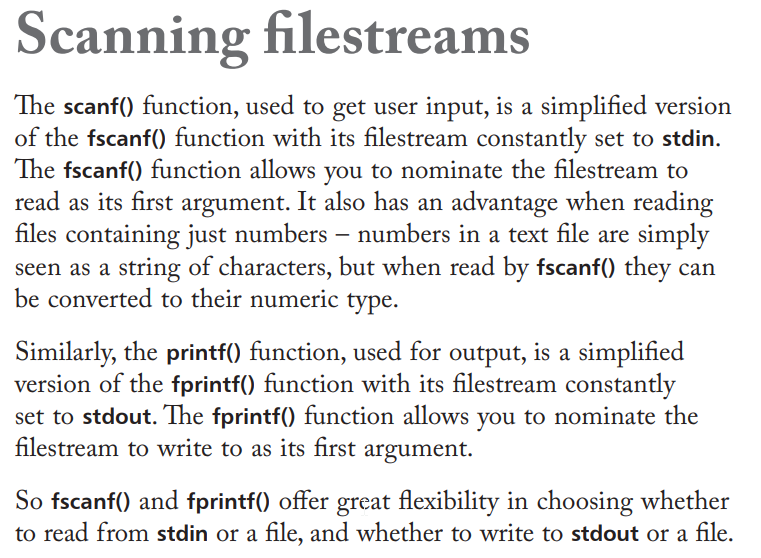 Scanning filestreams
The scanf() function, used to get user input, is a simplified version
of the fscanf() function with its filestream constantly set to stdin.
The fscanf() function allows you to nominate the filestream to
read as its first argument. It also has an advantage when reading
files containing just numbers – numbers in a text file are simply
seen as a string of characters, but when read by fscanf() they can
be converted to their numeric type.
Similarly, the printf() function, used for output, is a simplified
version of the fprintf() function with its filestream constantly
set to stdout. The fprintf() function allows you to nominate the
filestream to write to as its first argument.
So fscanf() and fprintf() offer great flexibility in choosing whether
to read from stdin or a file, and whether to write to stdout or a file.